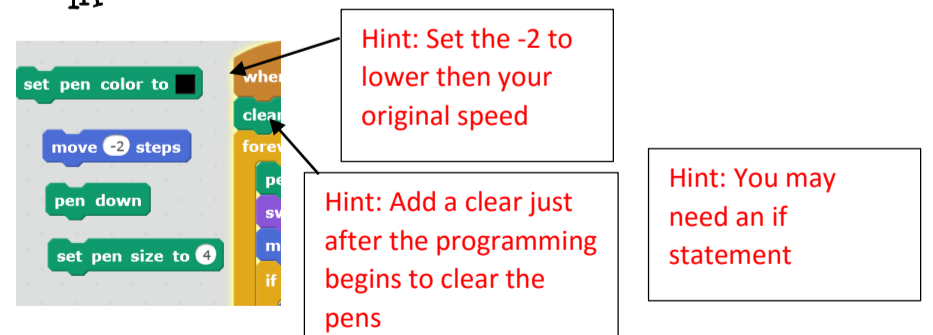 set pen color to
move -2 steps
pen down
set pen size to 4
clear
if
Hint: Set the -2 to
lower then your
original speed
Hint: Add a clear just
after the programming
begins to clear the
pens
Hint: You may
need an if
statement